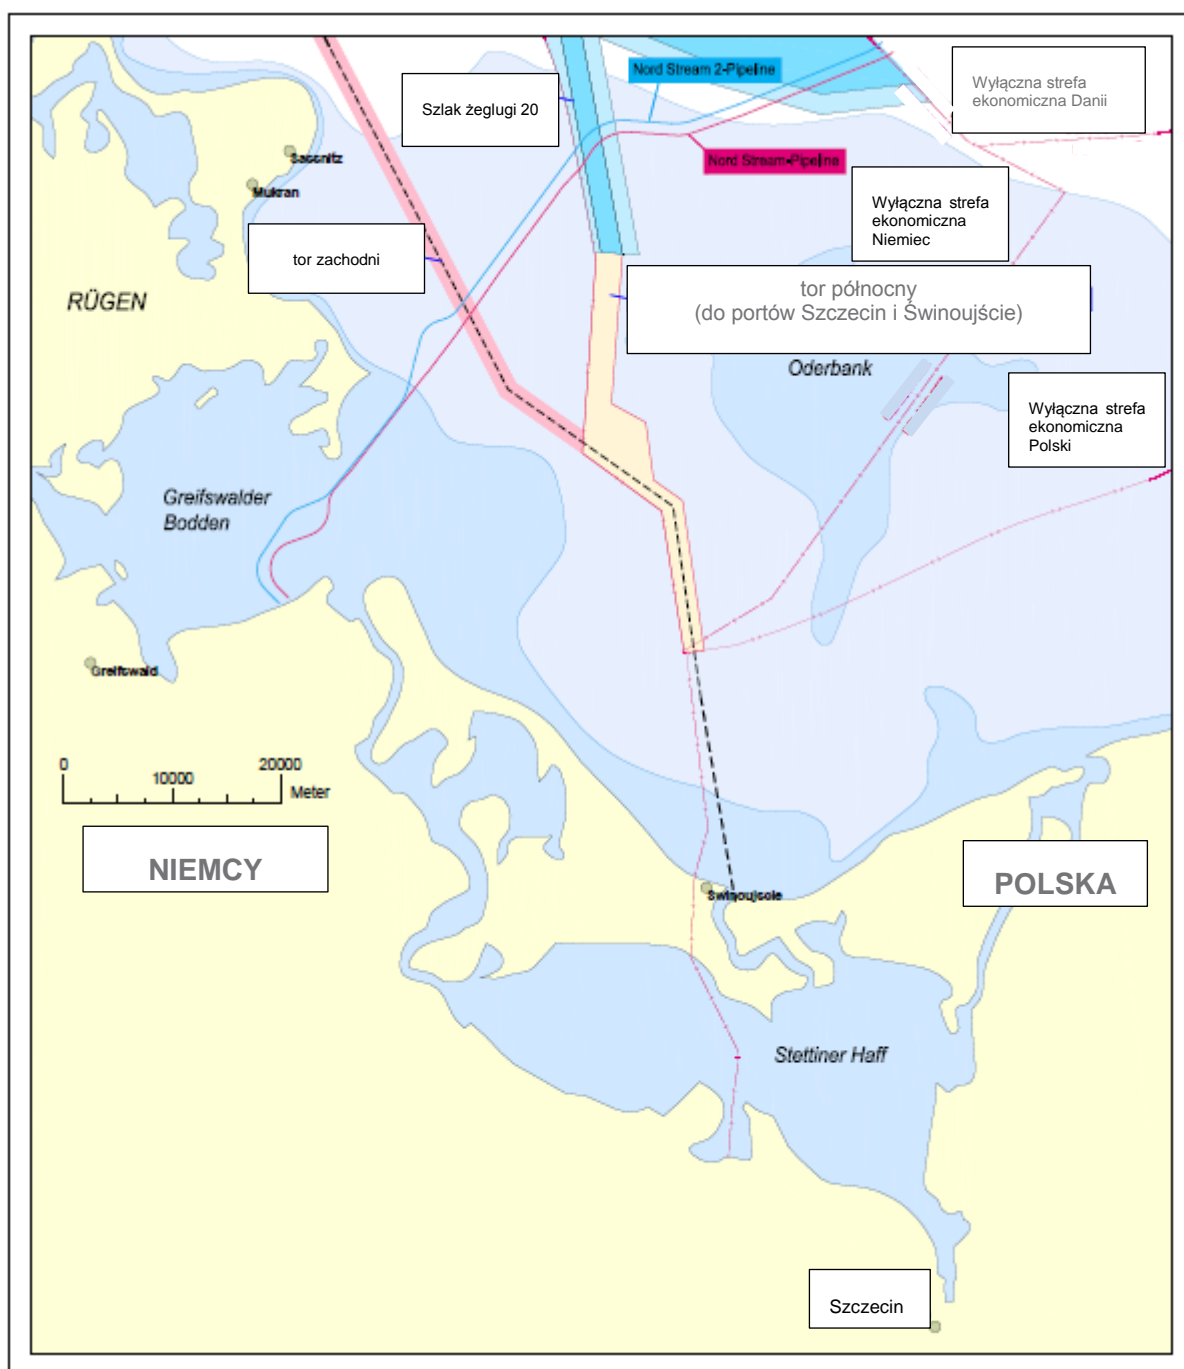 Nord Stream 2-Pipeline
Wyłączna strefa
ekonomiczna Danii
Szlak żeglugi 20
Sassnitz
Nord Stream-Pipeline
Mukran
Wyłączna strefa
ekonomiczna
Niemiec
tor zachodni
RÜGEN
tor północny
(do portów Szczecin i Świnoujście)
Oderbank
Wyłączna strefa
ekonomiczna
Polski
Greifswalder
Bodden
Greifswald
0
10000
20000
Meter
NIEMCY
POLSKA
Swinoujscie
Stettiner Haff
Szczecin